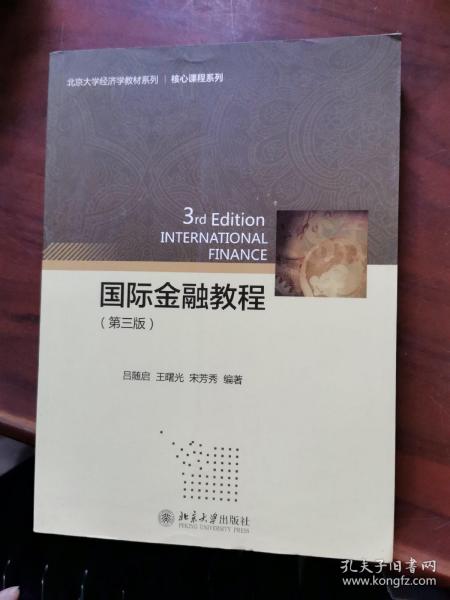 北京大学经济学教材系列 | 核心课程系列
3rd Edition
INTERNATIONAL
FINANCE
国际金融教程
(第三版)
吕随启 王曙光 宋芳秀 编著
北京大学出版社
PEKING UNIVERSITY PRESS
孔夫子旧书网
www.kongfz.com